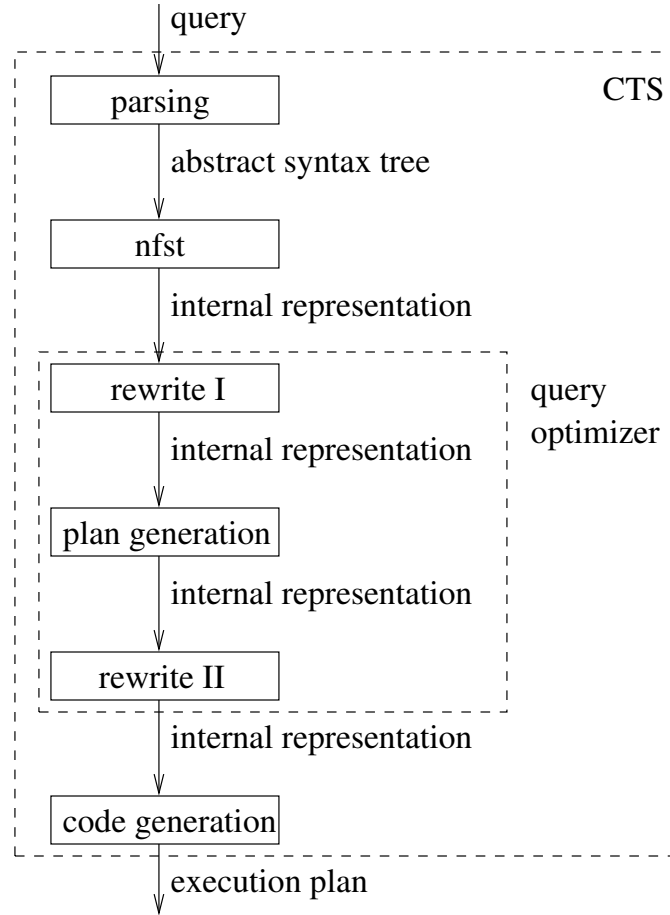 query
CTS
parsing
abstract syntax tree
nfst
internal representation
rewrite I
query
optimizer
internal representation
plan generation
internal representation
rewrite II
internal representation
code generation
execution plan